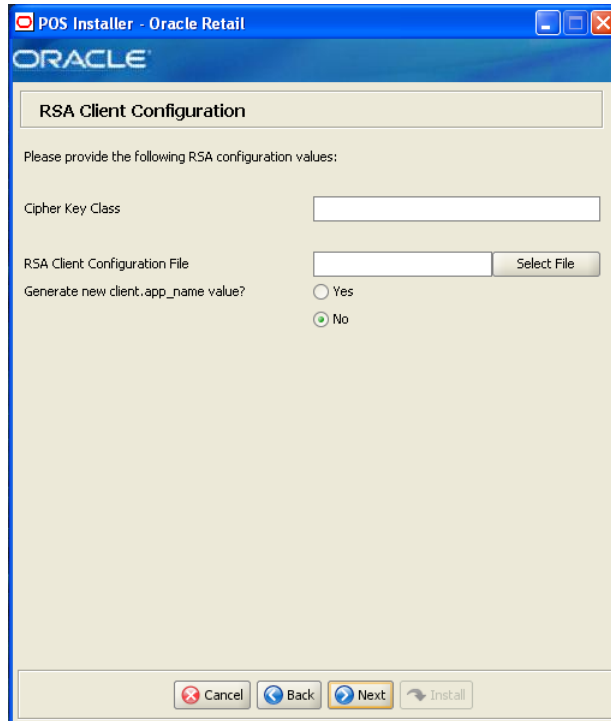 POS Installer - Oracle Retail
ORACLE
RSA Client Configuration
Please provide the following RSA configuration values:
Cipher Key Class
RSA Client Configuration File
Select File
Generate new client.app_name value?
Yes
No
Cancel
Back
Next
Install